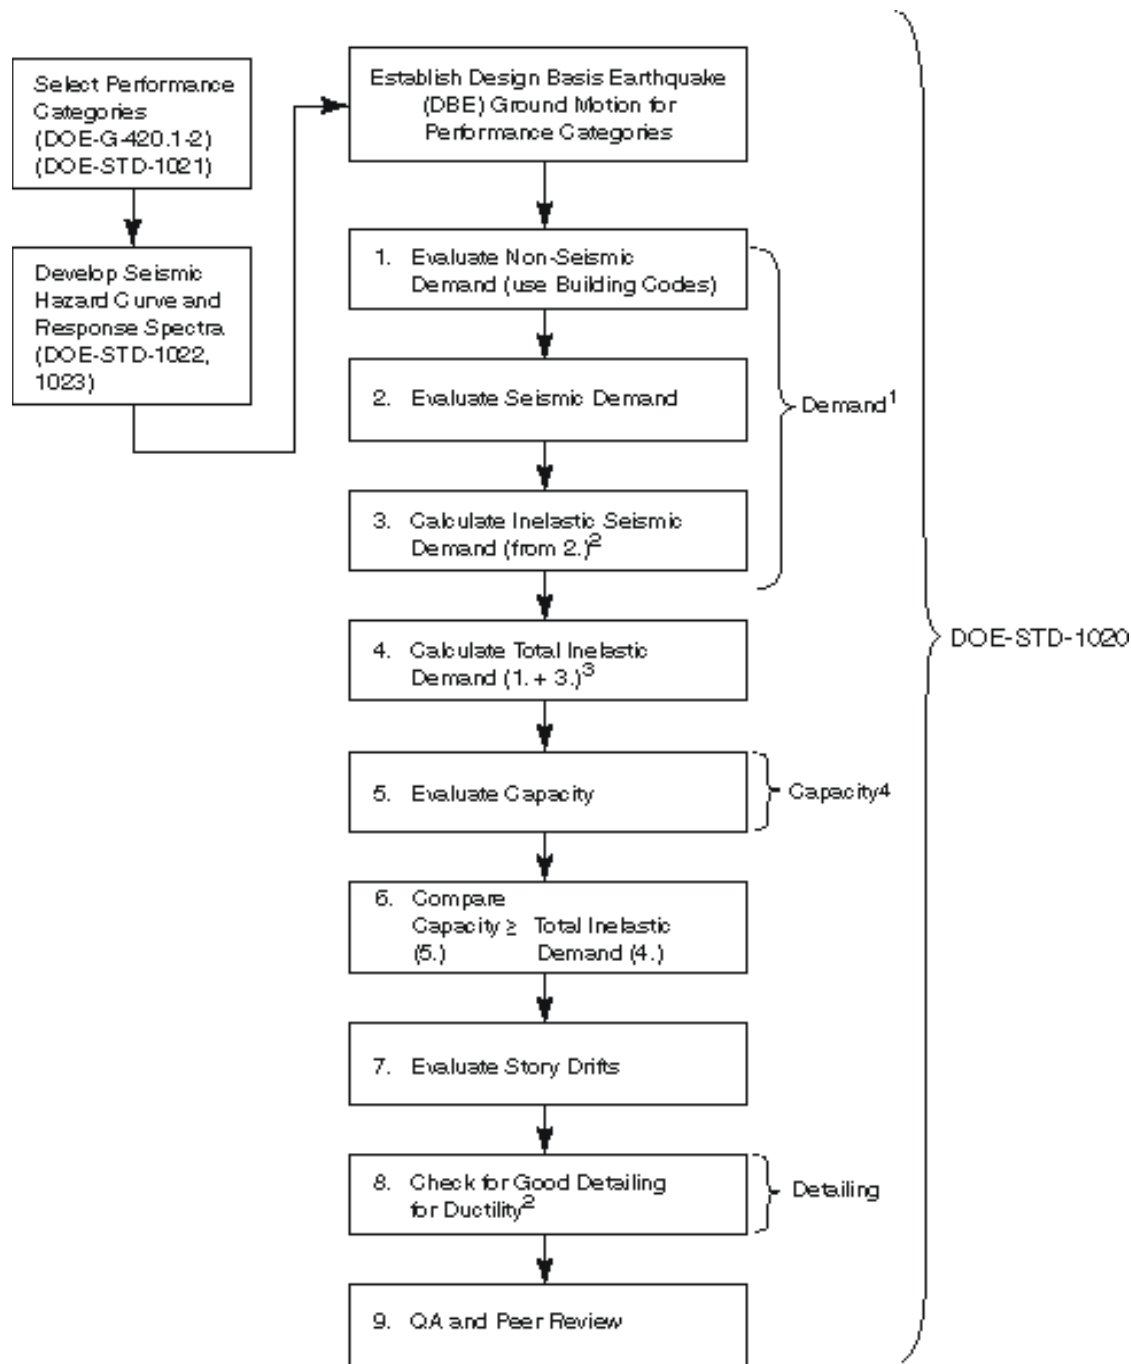 Select Performance
Categories
(DOE-G-420.1-2)
(DOE-STD-1021)
Develop Seismic
Hazard Curve and
Response Spectra
(DOE-STD-1022,
1023)
Establish Design Basis Earthquake
(DBE) Ground Motion for
Performance Categories
1. Evaluate Non-Seismic
Demand (use Building Codes)
2. Evaluate Seismic Demand
3. Calculate Inelastic Seismic
Demand (from 2.)2
Demand1
4. Calculate Total Inelastic
Demand (1. + 3.)3
5. Evaluate Capacity
Capacity4
6. Compare
Capacity ≥ Total Inelastic
(5.) Demand (4.)
7. Evaluate Story Drifts
8. Check for Good Detailing
for Ductility2
Detailing
9. QA and Peer Review
DOE-STD-1020